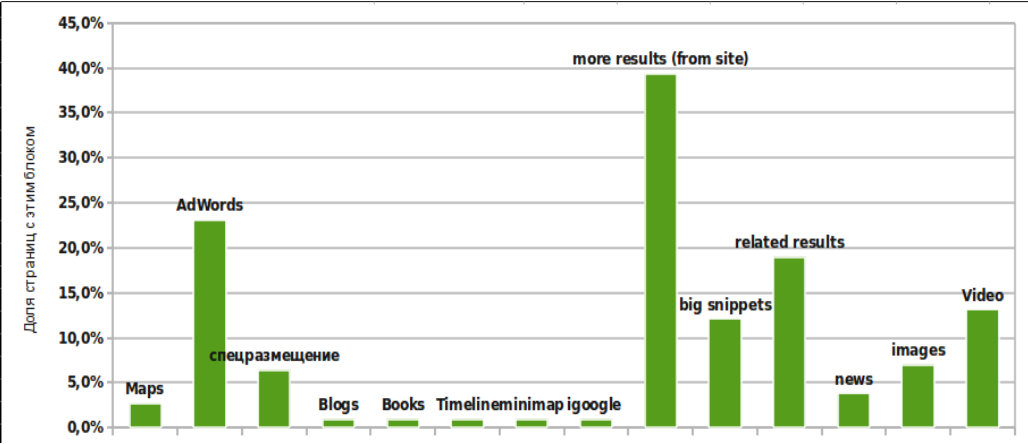 45,0%
40,0%
35,0%
30,0%
25,0%
20,0%
15,0%
10,0%
5,0%
0,0%
Доля страниц с этим блоком
Maps
AdWords
спецразмещение
Blogs
Books
Timeline
minimap
igoogle
more results (from site)
big snippets
related results
news
images
Video